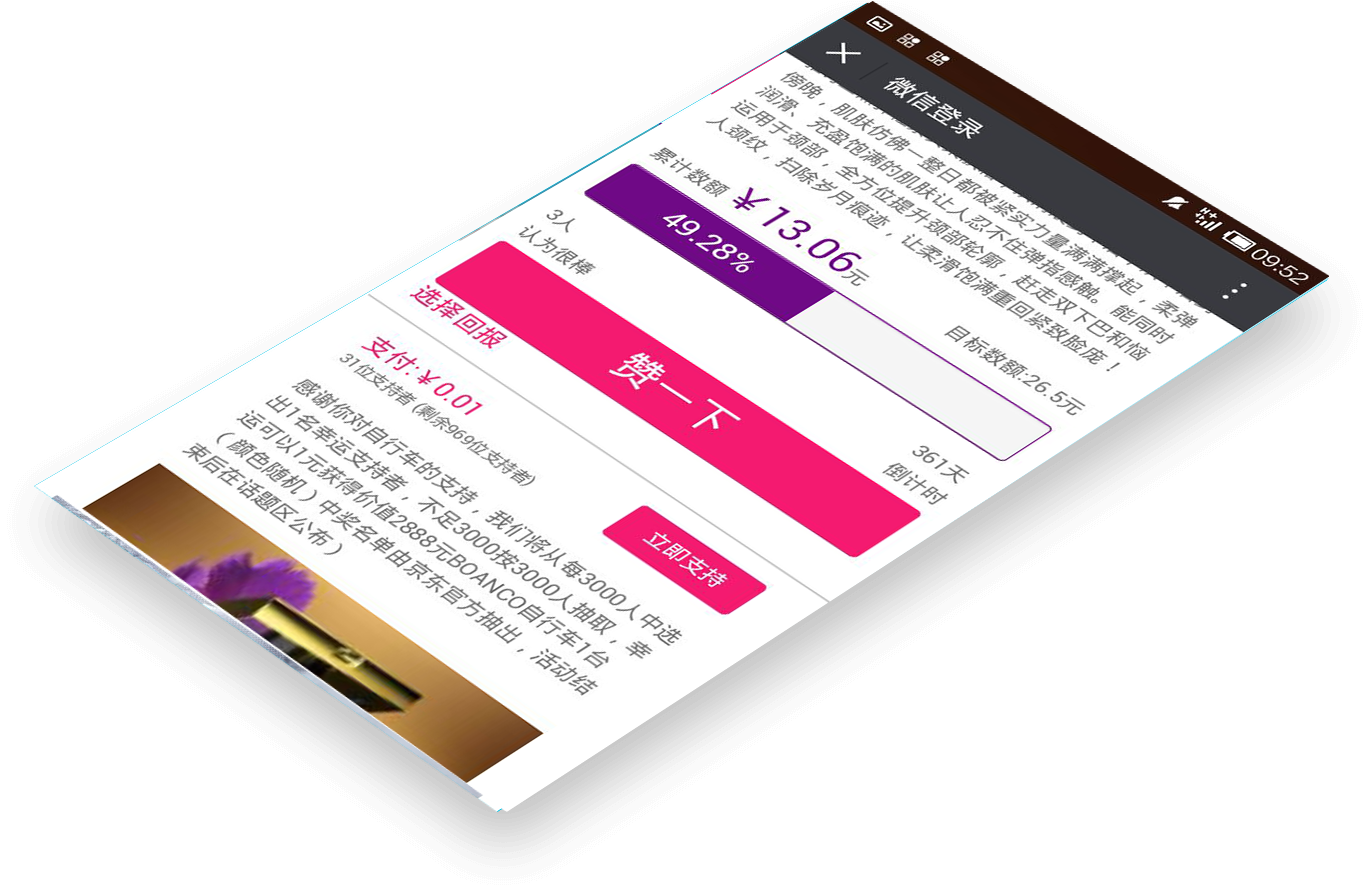 09:52
微信登录
傍晚，肌肤仿佛一整日都被紧实力量满满撑起，柔弹
润滑、充盈饱满的肌肤让人忍不住弹指感触。能同时
运用于颈部，全方位提升颈部轮廓，赶走双下巴和恼
人颈纹，扫除岁月痕迹，让柔滑饱满重回紧致脸庞！
累计数额 ￥13.06元
目标数额:26.5元
49.28%
3人
认为很棒
361天
倒计时
赞一下
选择回报
支付:￥0.01
31位支持者 (剩余969位支持者)
立即支持
感谢你对自行车的支持，我们将从每3000人中选
出1名幸运支持者，不足3000按3000人抽取，幸
运可以1元获得价值2888元BOANCO自行车1台
（颜色随机）中奖名单由京东官方抽出，活动结
束后在话题区公布）